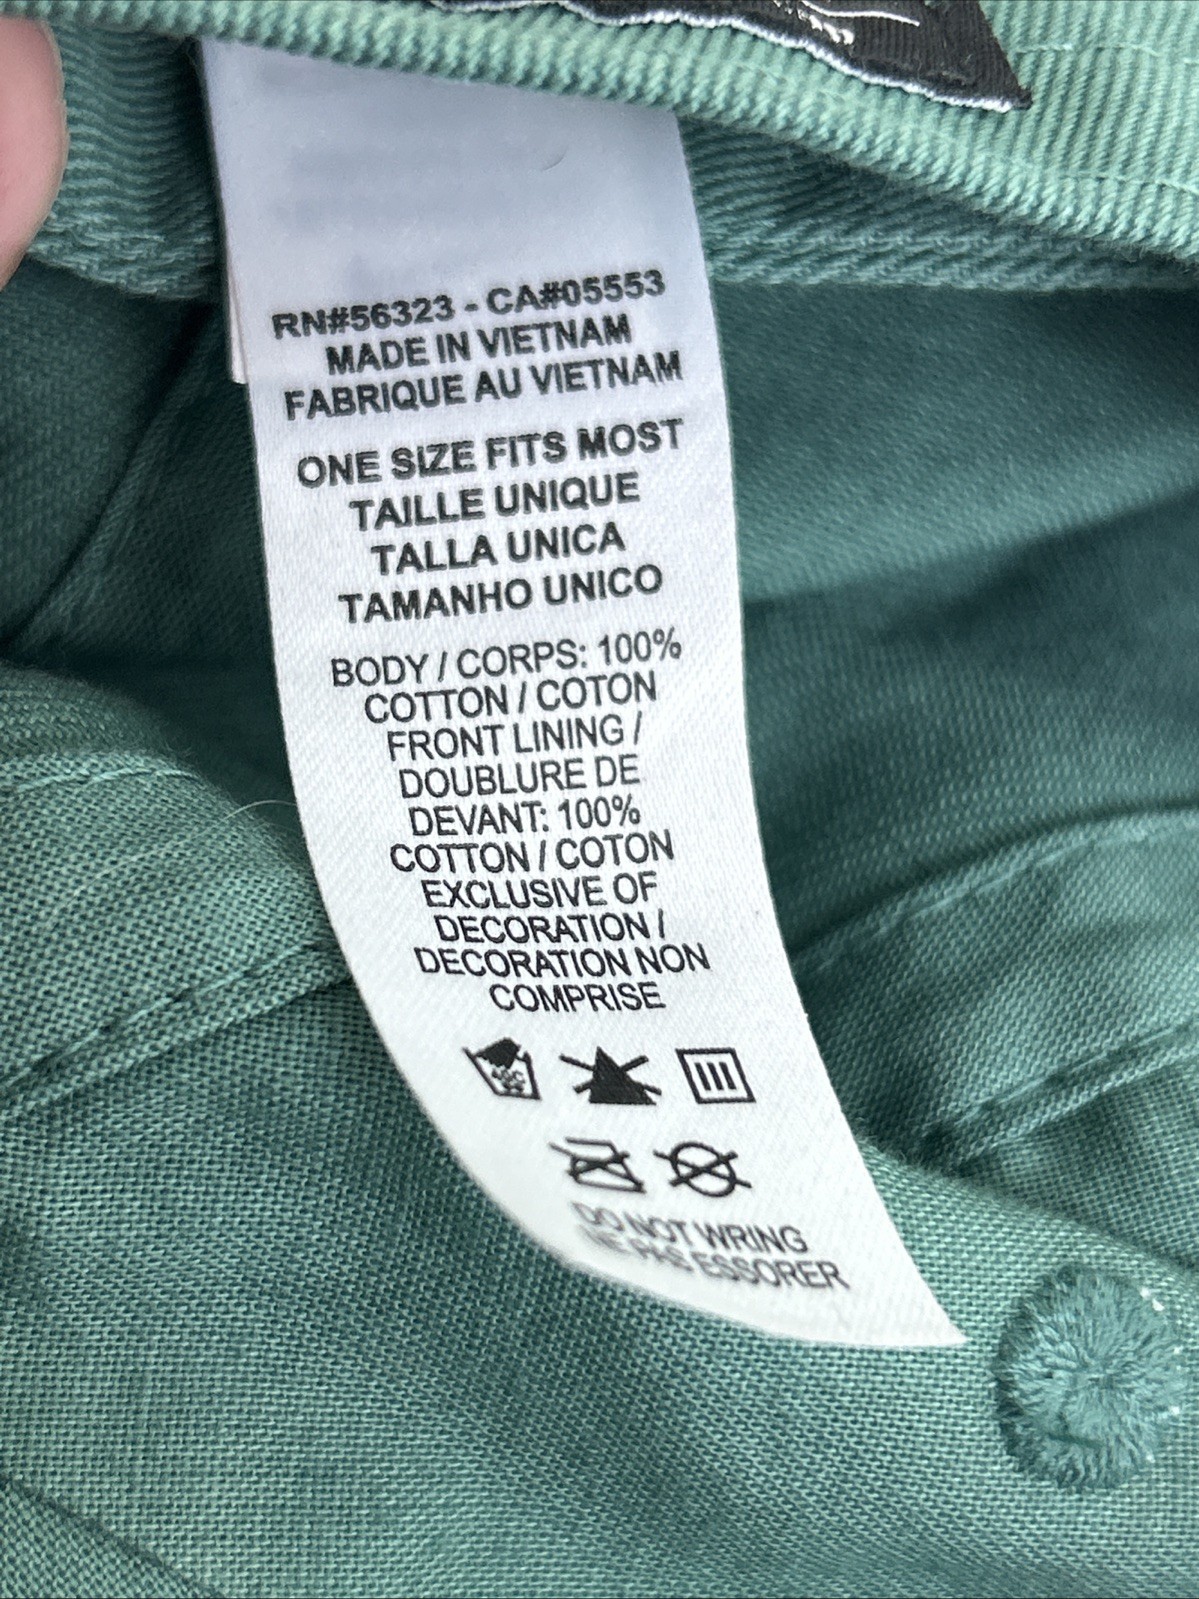 RN#56323 - CA#05553
MADE IN VIETNAM
FABRIQUE AU VIETNAM
ONE SIZE FITS MOST
TAILLE UNIQUE
TALLA UNICA
TAMANHO UNICO
BODY / CORPS: 100%
COTTON / COTON
FRONT LINING /
DOUBLURE DE
DEVANT: 100%
COTTON / COTON
EXCLUSIVE OF
DECORATION /
DECORATION NON
COMPRISE
DO NOT WRING
NE PAS ESSORER